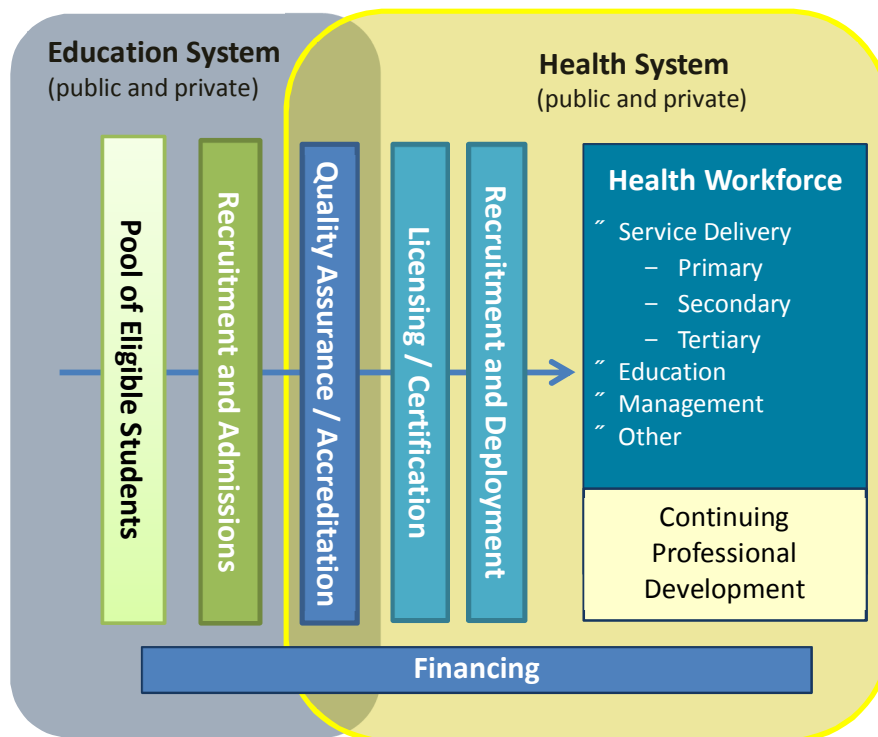 Education System
(public and private)
Health System
(public and private)
Pool of Eligible Students
Recruitment and Admissions
Quality Assurance / Accreditation
Licensing / Certification
Recruitment and Deployment
Health Workforce
˝ Service Delivery
– Primary
– Secondary
– Tertiary
˝ Education
˝ Management
˝ Other
Continuing
Professional
Development
Financing